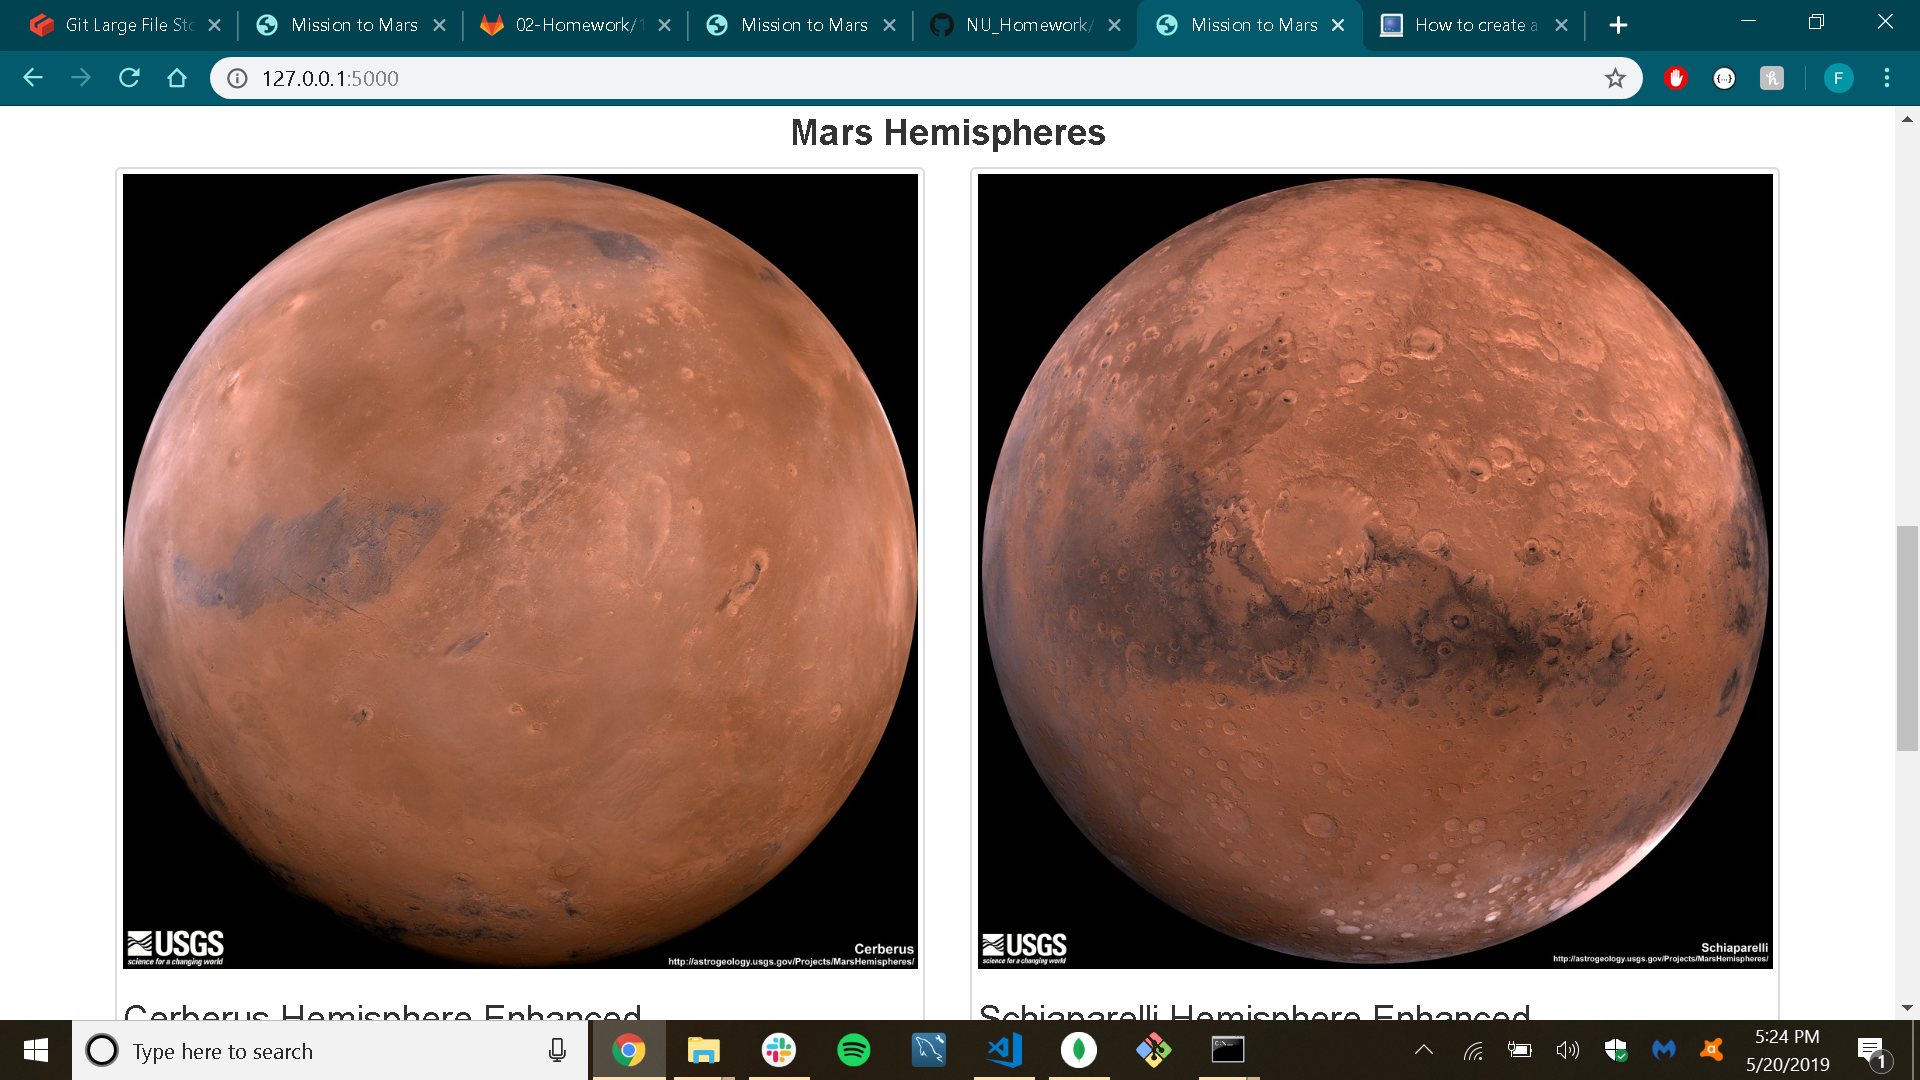 Git Large File Sto
Mission to Mars
02-Homework/1
Mission to Mars
NU_Homework/
Mission to Mars
How to create a
127.0.0.1:5000
F
Mars Hemispheres
USGS
science for a changing world
Cerberus
http://astrogeology.usgs.gov/Projects/MarsHemispheres/
USGS
science for a changing world
Schiaparelli
http://astrogeology.usgs.gov/Projects/MarsHemispheres/
Cerberus Hemisphere Enhanced
Schiaparelli Hemisphere Enhanced
Type here to search
5:24 PM
5/20/2019
1